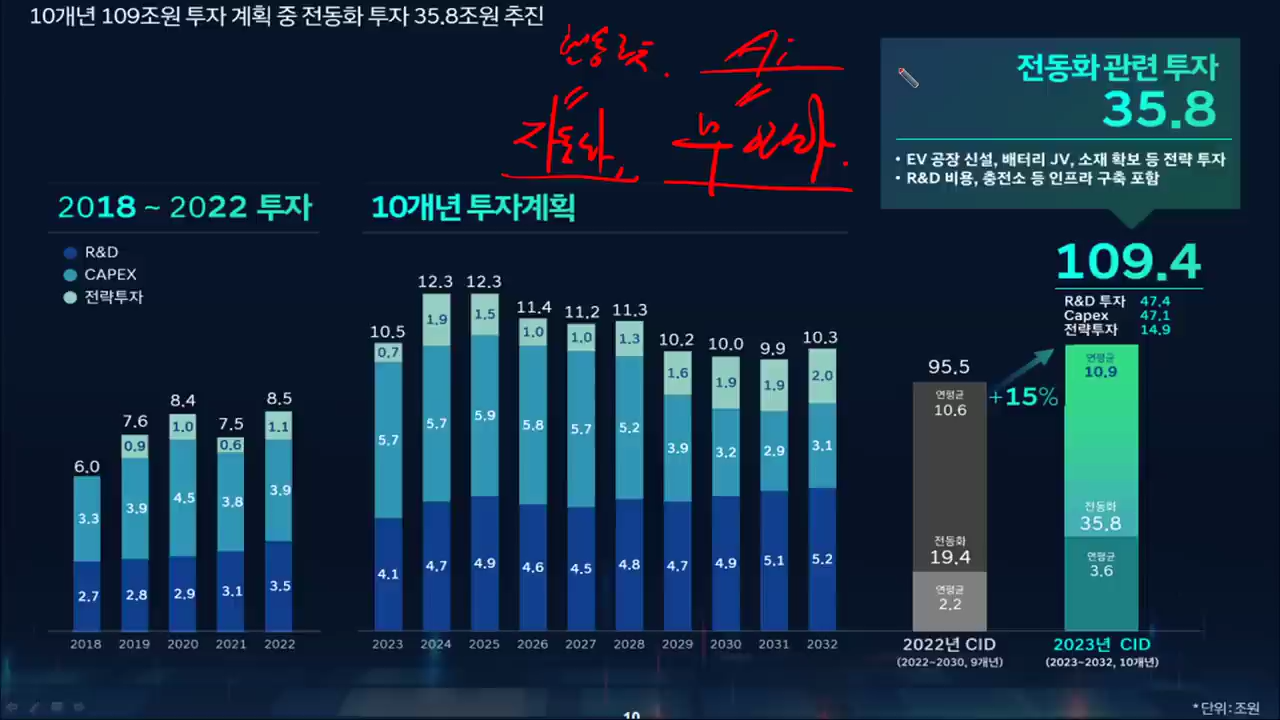 10개년 109조원 투자 계획 중 전동화 투자 35.8조원 추진
Ai
자동화,
전동화 관련 투자
35.8
• EV 공장 신설, 배터리 JV, 소재 확보 등 전략 투자
• R&D 비용, 충전소 등 인프라 구축 포함
2018 ~ 2022 투자
R&D
CAPEX
전략투자
6.0 7.6 8.4 7.5 8.5
0.9 1.0 0.6 1.1
3.3 3.9 4.5 3.8 3.9
2.7 2.8 2.9 3.1 3.5
2018 2019 2020 2021 2022
10개년 투자계획
10.5 12.3 12.3 11.4 11.2 11.3 10.2 10.0 9.9 10.3
0.7 1.9 1.5 1.0 1.0 1.3 1.6 1.9 1.9 2.0
5.7 5.7 5.9 5.8 5.7 5.2 3.9 3.2 2.9 3.1
4.1 4.7 4.9 4.6 4.5 4.8 4.7 4.9 5.1 5.2
2023 2024 2025 2026 2027 2028 2029 2030 2031 2032
109.4
R&D 투자 47.4
Capex 47.1
전략투자 14.9
95.5
연평균
10.6
전동화
19.4
연평균
2.2
2022년 CID
(2022~2030, 9개년)
+15%
연평균
10.9
전동화
35.8
연평균
3.6
2023년 CID
(2023~2032, 10개년)
10
* 단위 : 조원